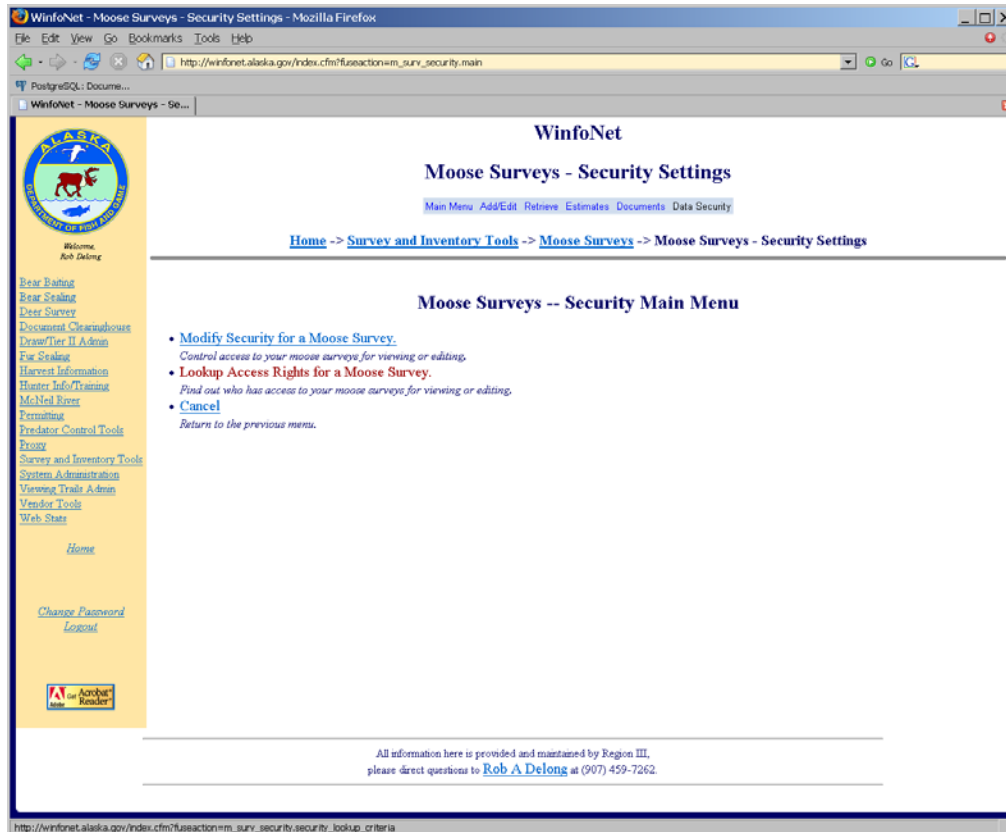 WinfoNet - Moose Surveys - Security Settings - Mozilla Firefox
File Edit View Go Bookmarks Tools Help
http://winfonet.alaska.gov/index.cfm?fuseaction=m_surv_security.main
Go
PostgreSQL: Docume...
WinfoNet - Moose Surveys - Se...
ALASKA
DEPARTMENT OF FISH AND GAME
Welcome,
Rob Delong
Bear Baiting
Bear Sealing
Deer Survey
Document Clearinghouse
Draw/Tier II Admin
Fur Sealing
Harvest Information
Hunter Info/Training
McNeil River
Permitting
Predator Control Tools
Proxy
Survey and Inventory Tools
System Administration
Viewing Trails Admin
Vendor Tools
Web Stats
Home
Change Password
Logout
Adobe Get Acrobat Reader
WinfoNet
Moose Surveys - Security Settings
Main Menu Add/Edit Retrieve Estimates Documents Data Security
Home -> Survey and Inventory Tools -> Moose Surveys -> Moose Surveys - Security Settings
Moose Surveys -- Security Main Menu
• Modify Security for a Moose Survey.
Control access to your moose surveys for viewing or editing.
• Lookup Access Rights for a Moose Survey.
Find out who has access to your moose surveys for viewing or editing.
• Cancel
Return to the previous menu.
All information here is provided and maintained by Region III,
please direct questions to Rob A Delong at (907) 459-7262.
http://winfonet.alaska.gov/index.cfm?fuseaction=m_surv_security.security_lookup_criteria